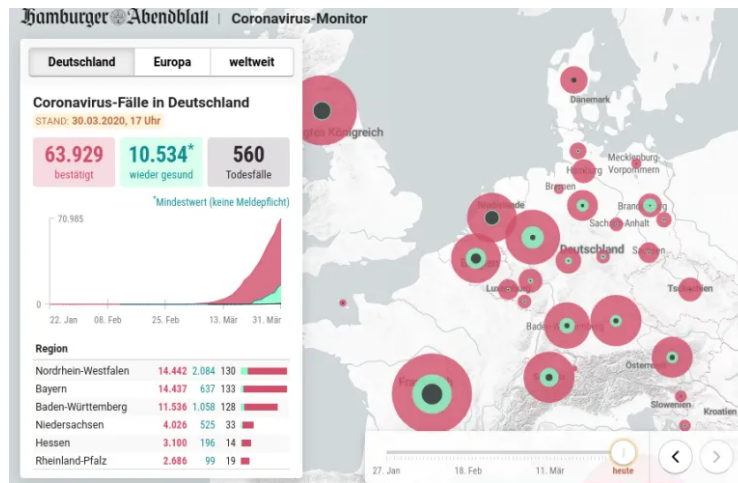 Hamburger Abendblatt | Coronavirus-Monitor
Deutschland Europa weltweit
Coronavirus-Fälle in Deutschland
STAND: 30.03.2020, 17 Uhr
63.929 10.534* 560
bestätigt wieder gesund Todesfälle
*Mindestwert (keine Meldepflicht)
70.985
0
22. Jan 08. Feb 25. Feb 13. Mär 31. Mär
Region
Nordrhein-Westfalen 14.442 2.084 130
Bayern 14.437 637 133
Baden-Württemberg 11.536 1.058 128
Niedersachsen 4.026 525 33
Hessen 3.100 196 14
Rheinland-Pfalz 2.686 99 19
Dänemark
Königreich
Mecklenburg-
Vorpommern
Hamburg
Bremen
Sachsen-Anhalt
Deutschland
Tschechien
Österreich
Slowenien
Kroatien
27. Jan 18. Feb 11. Mär heute